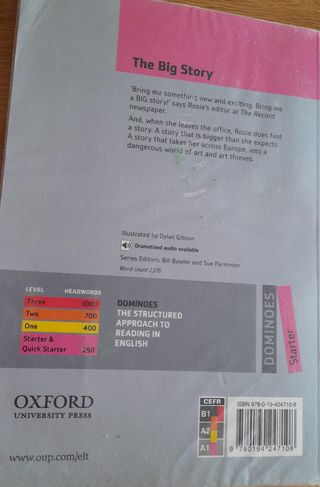 The Big Story
'Bring me something new and exciting. Bring me
a BIG story!' says Rosie's editor at The Record
newspaper.
And, when she leaves the office, Rosie does find
a story. A story that is bigger than she expects.
A story that takes her across Europe, into a
dangerous world of art and art thieves.
Illustrated by Dylan Gibson
Dramatized audio available
Series Editors: Bill Bowler and Sue Parminter
Word count 2,176
LEVEL HEADWORDS
Three 1000
Two 700
One 400
Starter &
Quick Starter 250
DOMINOES
THE STRUCTURED
APPROACH TO
READING IN
ENGLISH
DOMINOES
Starter
OXFORD
UNIVERSITY PRESS
www.oup.com/elt
CEFR
B1
A2
A1
ISBN 978-0-19-424710-8
9 780194 247108